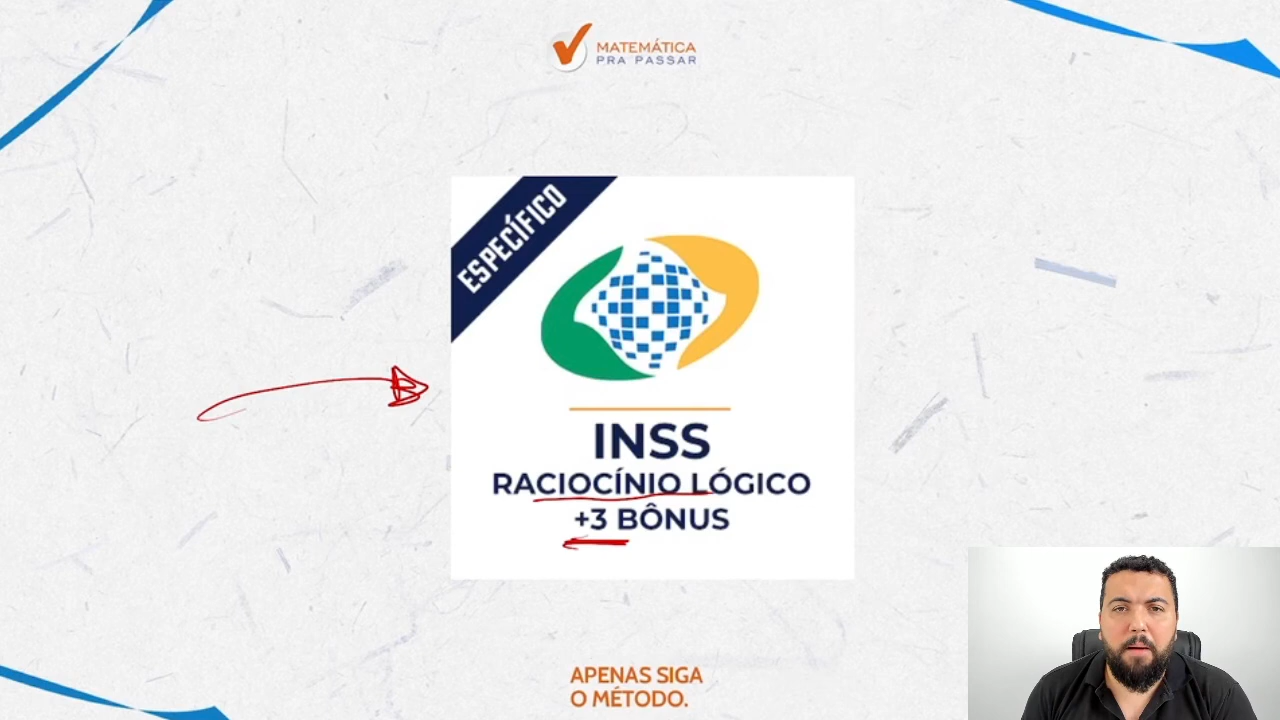 MATEMÁTICA
PRA PASSAR
ESPECÍFICO
INSS
RACIOCÍNIO LÓGICO
+3 BÔNUS
APENAS SIGA
O MÉTODO.